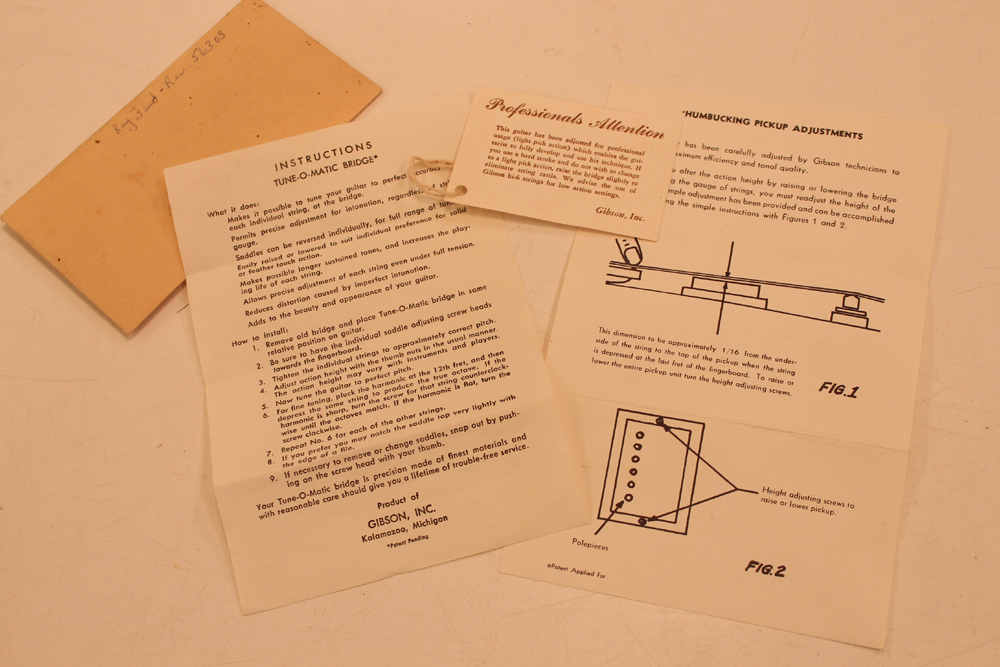 56303
INSTRUCTIONS
TUNE-O-MATIC BRIDGE*
What it does:
Makes it possible to tune your guitar to perfect
each individual string, at the bridge.
Permits precise adjustment for intonation, regardless of
gauge.
Saddles can be reversed individually, for full range of
Easily raised or lowered to suit individual preference for solid
or feather touch action.
Makes possible longer sustained tones, and increases the play-
ing life of each string.
Allows precise adjustment of each string even under full tension.
Reduces distortion caused by imperfect intonation.
Adds to the beauty and appearance of your guitar.
How to Install:
1. Remove old bridge and place Tune-O-Matic bridge in same
relative position on guitar.
2. Be sure to have the individual saddle adjusting screw heads
towards the fingerboard.
3. Tighten the individual strings to approximately correct pitch.
4. Adjust action height with the thumb nuts in the usual manner.
The action height may vary with instruments and players.
5. Now tune the guitar to perfect pitch.
6. For fine tuning, pluck the harmonic at the 12th fret, and then
depress the same string to produce the true octave. If the
harmonic is sharp, turn the screw for that string counterclock-
wise until the octaves match. If the harmonic is flat, turn the
screw clockwise.
7. Repeat No. 6 for each of the other strings.
8. If you prefer you may notch the saddle top very lightly with
the edge of a file.
9. If necessary to remove or change saddles, snap out by push-
ing on the screw head with your thumb.
Your Tune-O-Matic bridge is precision made of finest materials and
with reasonable care should give you a lifetime of trouble-free service.
Product of
GIBSON, INC.
Kalamazoo, Michigan
*Patent Pending
Professionals Attention
This guitar has been adjusted for professional
usage (light pick action) which enables the gui-
tarist to fully develop and use his technique. If
you use a hard stroke and do not wish to change
to a light pick action, raise the bridge slightly to
eliminate string rattle. We advise the use of
Gibson hi-fi strings for low action settings.
Gibson, Inc.
*HUMBUCKING PICKUP ADJUSTMENTS
has been carefully adjusted by Gibson technicians to
ximum efficiency and tonal quality.
after the action height by raising or lowering the bridge
g the gauge of strings, you must readjust the height of the
mple adjustment has been provided and can be accomplished
ng the simple instructions with Figures 1 and 2.
This dimension to be approximately 1/16 from the under-
side of the string to the top of the pickup when the string
is depressed at the last fret of the fingerboard. To raise or
lower the entire pickup unit turn the height adjusting screws.
FIG.1
Height adjusting screws to
raise or lower pickup.
Polepieces
FIG.2
*Patent Applied For